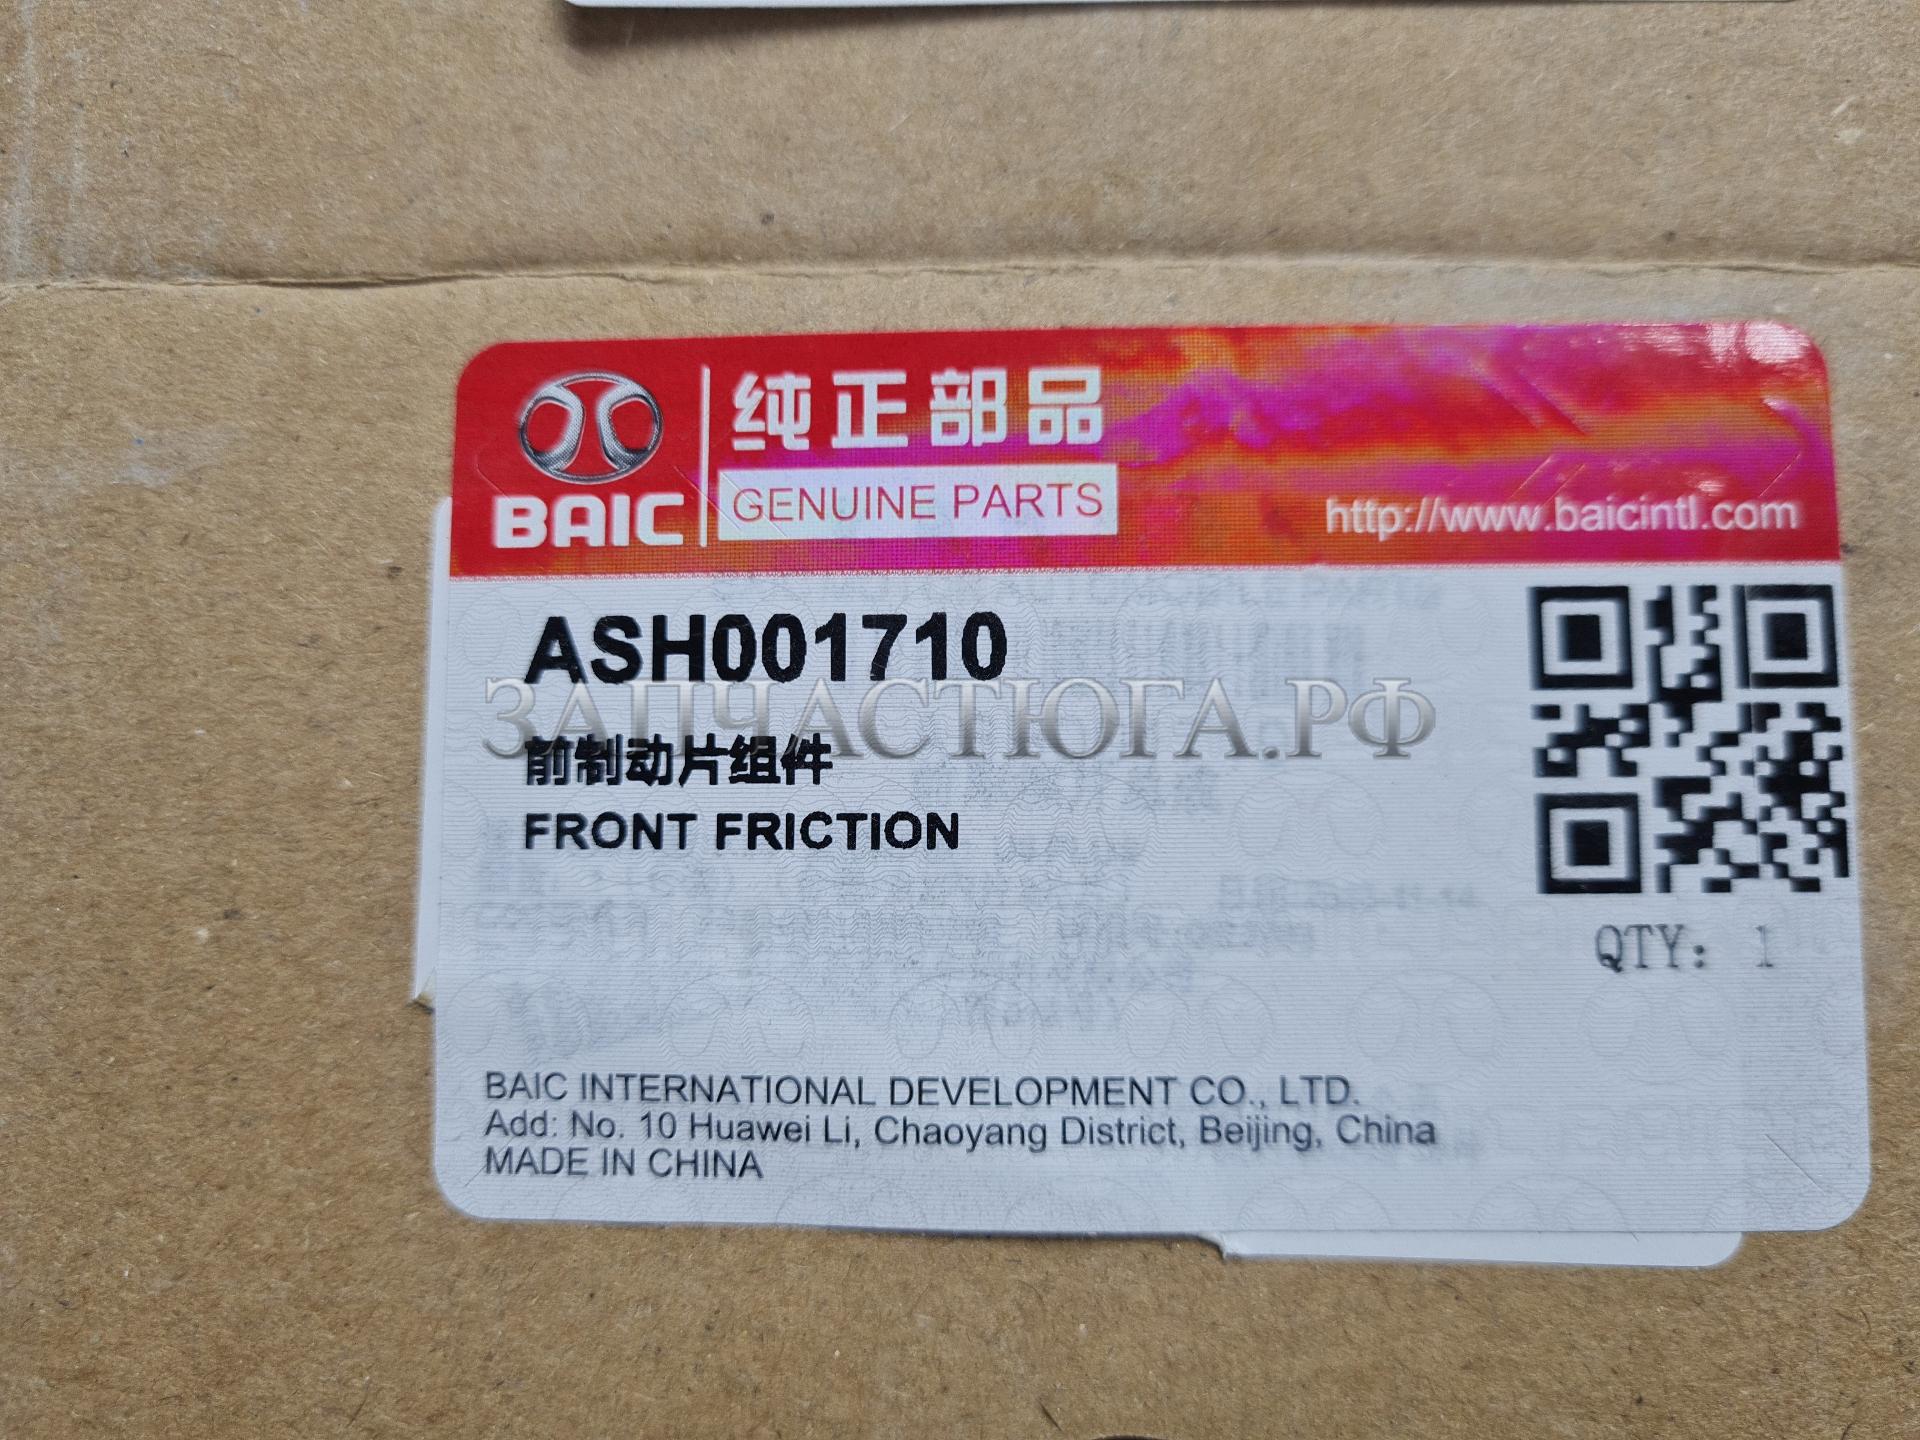 纯正部品
BAIC
GENUINE PARTS
http://www.baicintl.com
ASH001710
ЗАПЧАСТЮГА.РФ
前制动片组件
FRONT FRICTION
QTY: 1
BAIC INTERNATIONAL DEVELOPMENT CO., LTD.
Add: No. 10 Huawei Li, Chaoyang District, Beijing, China
MADE IN CHINA